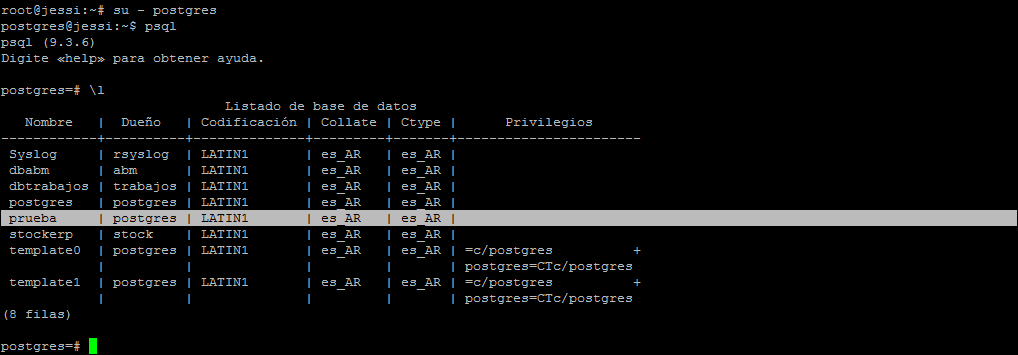 root@jessi:~# su - postgres
postgres@jessi:~$ psql
psql (9.3.6)
Digite «help» para obtener ayuda.
postgres=# \l
                            Listado de base de datos
   Nombre   |  Dueño   | Codificación | Collate | Ctype |      Privilegios
------------+----------+--------------+---------+-------+-----------------------
 Syslog     | rsyslog  | LATIN1       | es_AR   | es_AR |
 dbabm      | abm      | LATIN1       | es_AR   | es_AR |
 dbtrabajos | trabajos | LATIN1       | es_AR   | es_AR |
 postgres   | postgres | LATIN1       | es_AR   | es_AR |
 prueba     | postgres | LATIN1       | es_AR   | es_AR |
 stockerp   | stock    | LATIN1       | es_AR   | es_AR |
 template0  | postgres | LATIN1       | es_AR   | es_AR | =c/postgres          +
            |          |              |         |       | postgres=CTc/postgres
 template1  | postgres | LATIN1       | es_AR   | es_AR | =c/postgres          +
            |          |              |         |       | postgres=CTc/postgres
(8 filas)
postgres=#